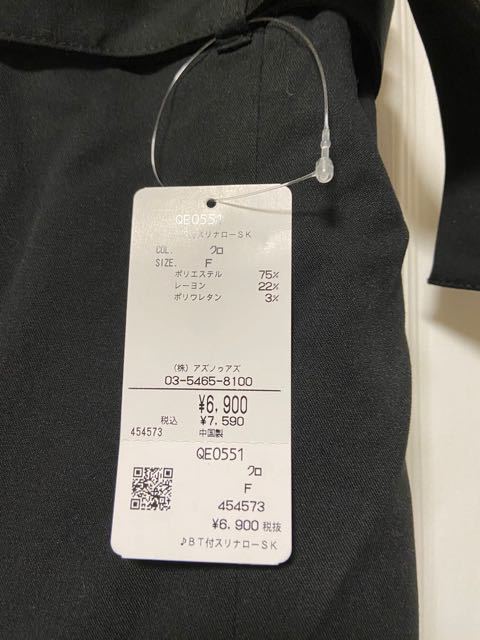 QE0551
付スリナローSK
COL. クロ
SIZE. F
ポリエステル 75%
レーヨン 22%
ポリウレタン 3%
(株)アズノゥアズ
03-5465-8100
¥6,900
税込 ¥7,590
454573 中国製
QE0551
クロ
F
454573
¥6,900 税抜
♪BT付スリナローSK